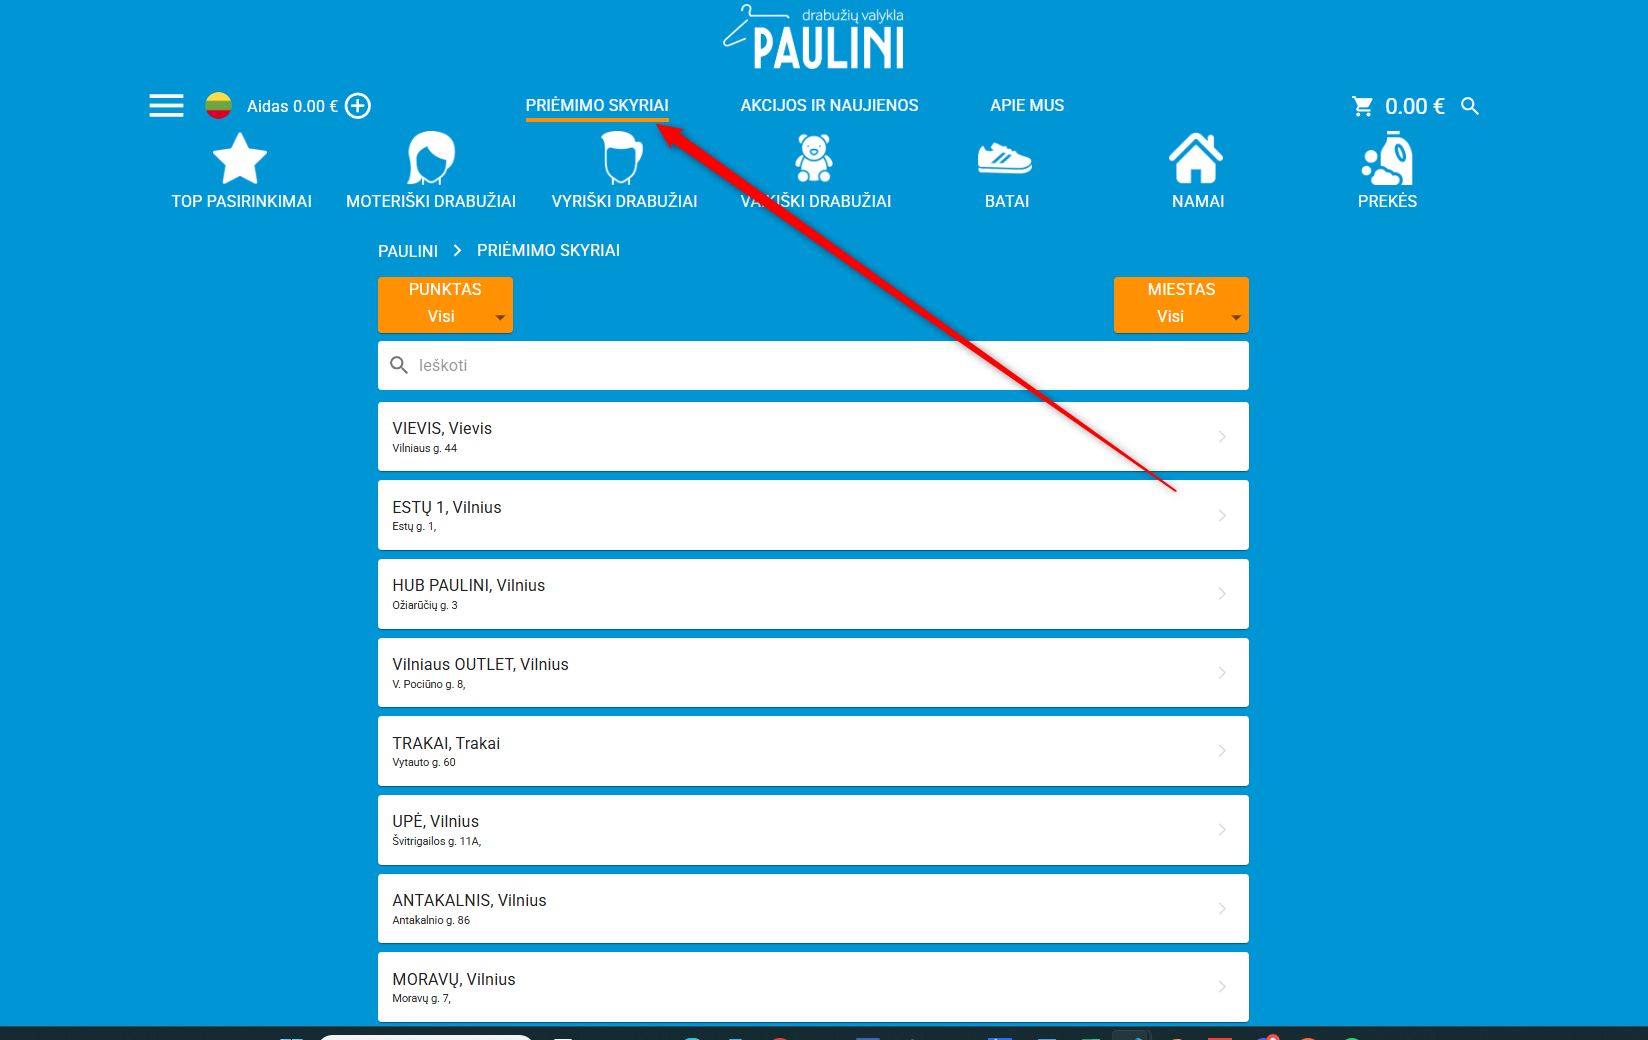 drabužių valykla
PAULINI
Aidas 0.00 €
PRIĖMIMO SKYRIAI
AKCIJOS IR NAUJIENOS
APIE MUS
0.00 €
TOP PASIRINKIMAI
MOTERIŠKI DRABUŽIAI
VYRIŠKI DRABUŽIAI
VAIKIŠKI DRABUŽIAI
BATAI
NAMAI
PREKĖS
PAULINI > PRIĖMIMO SKYRIAI
PUNKTAS
Visi
MIESTAS
Visi
Ieškoti
VIEVIS, Vievis
Vilniaus g. 44
ESTŲ 1, Vilnius
Estų g. 1,
HUB PAULINI, Vilnius
Ožiarūčių g. 3
Vilniaus OUTLET, Vilnius
V. Pociūno g. 8,
TRAKAI, Trakai
Vytauto g. 60
UPĖ, Vilnius
Švitrigailos g. 11A,
ANTAKALNIS, Vilnius
Antakalnio g. 86
MORAVŲ, Vilnius
Moravų g. 7,